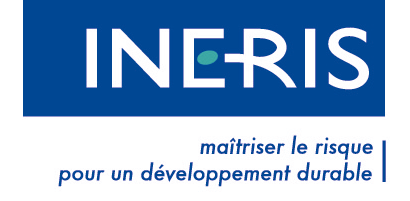 INERIS
maîtriser le risque
pour un développement durable